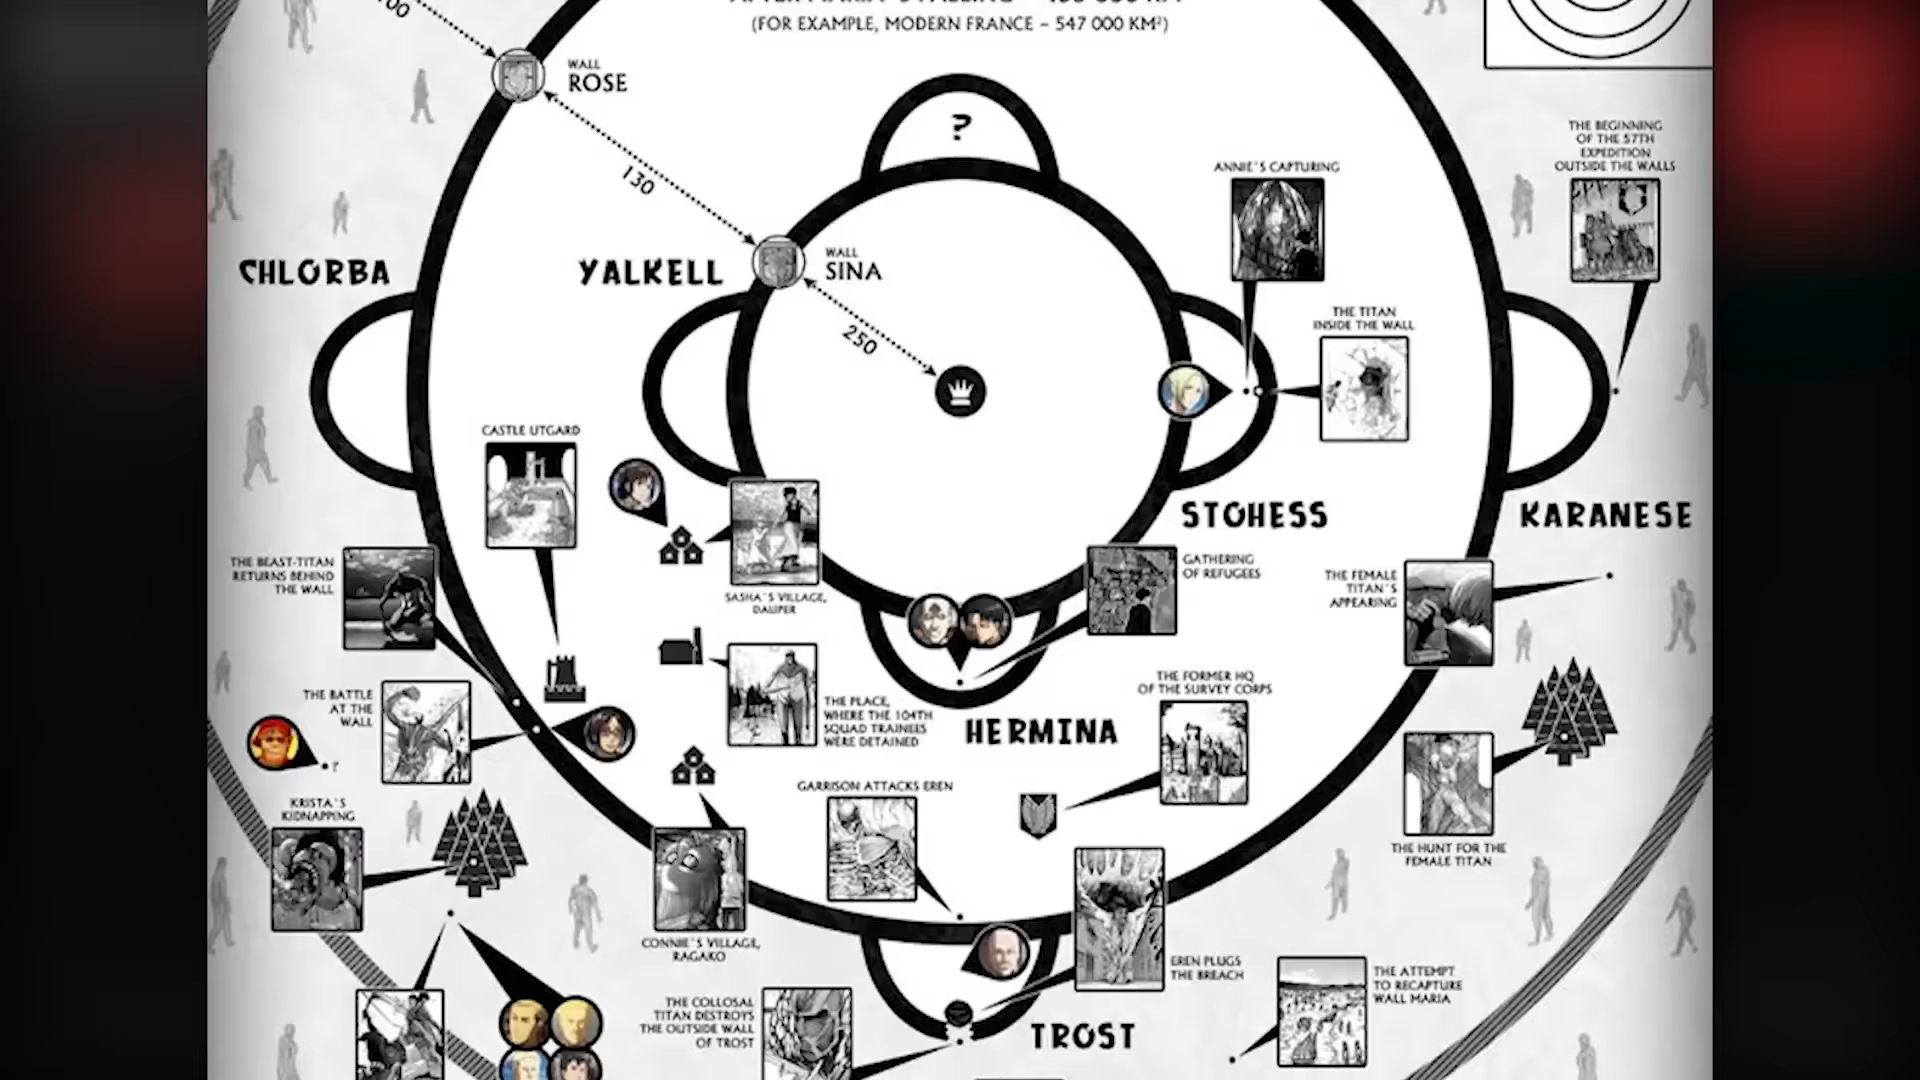 (FOR EXAMPLE, MODERN FRANCE – 547 000 KM²)
WALL
ROSE
130
?
WALL
SINA
250
CHLORBA
YALKELL
ANNIE'S CAPTURING
THE BEGINNING
OF THE 57TH
EXPEDITION
OUTSIDE THE WALLS
THE TITAN
INSIDE THE WALL
CASTLE UTGARD
STOHESS
KARANESE
THE BEAST-TITAN
RETURNS BEHIND
THE WALL
SASHA'S VILLAGE,
DAUPER
GATHERING
OF REFUGEES
THE FEMALE
TITAN'S
APPEARING
THE BATTLE
AT THE
WALL
?
THE PLACE,
WHERE THE 104TH
SQUAD TRAINEES
WERE DETAINED
HERMINA
THE FORMER HQ
OF THE SURVEY CORPS
KRISTA'S
KIDNAPPING
GARRISON ATTACKS EREN
THE HUNT FOR THE
FEMALE TITAN
CONNIE'S VILLAGE,
RAGAKO
EREN PLUGS
THE BREACH
THE COLLOSAL
TITAN DESTROYS
THE OUTSIDE WALL
OF TROST
TROST
THE ATTEMPT
TO RECAPTURE
WALL MARIA